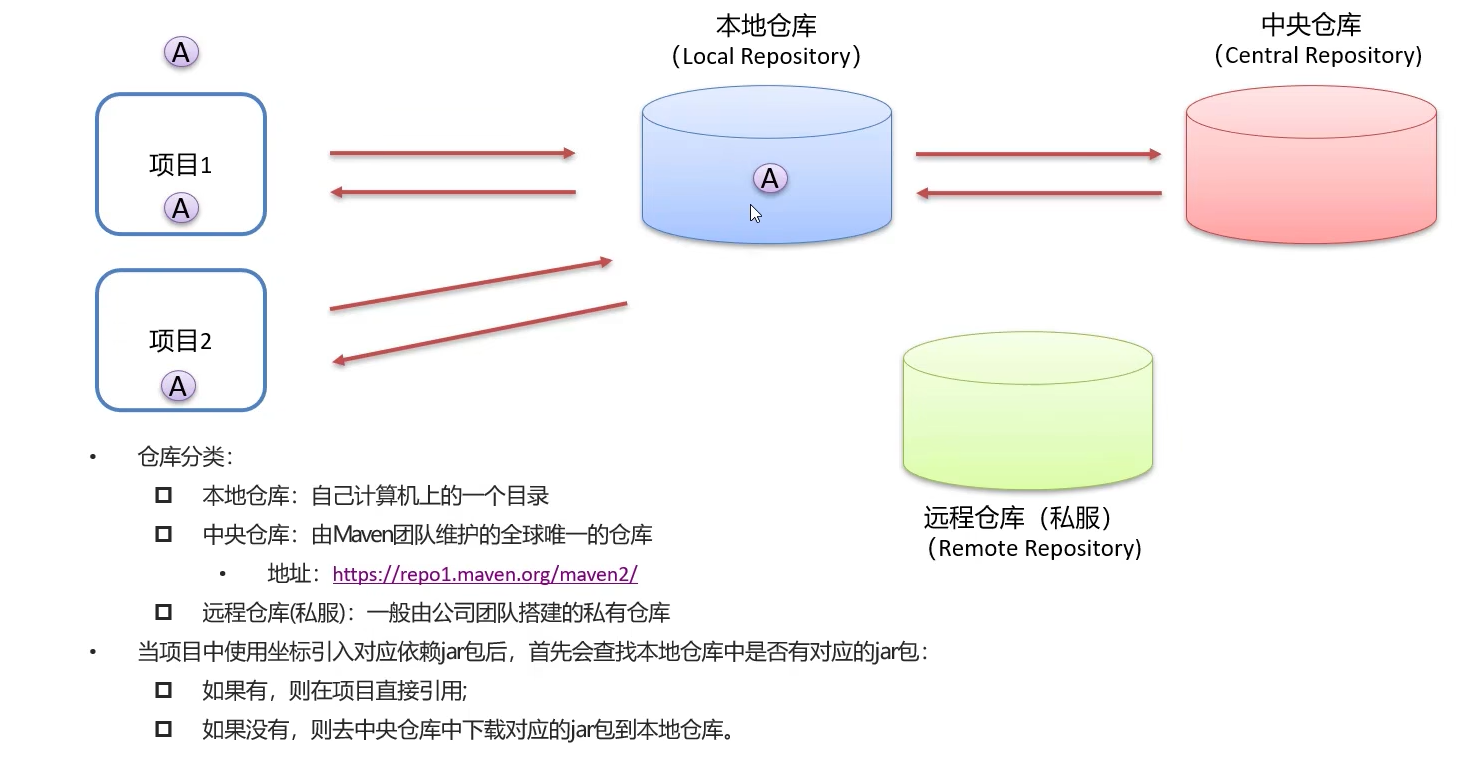 A
本地仓库
（Local Repository）
中央仓库
（Central Repository)
项目1
A
A
项目2
A
• 仓库分类：
本地仓库：自己计算机上的一个目录
中央仓库：由Maven团队维护的全球唯一的仓库
• 地址：https://repo1.maven.org/maven2/
远程仓库(私服)：一般由公司团队搭建的私有仓库
远程仓库（私服）
（Remote Repository)
• 当项目中使用坐标引入对应依赖jar包后，首先会查找本地仓库中是否有对应的jar包：
如果有，则在项目直接引用;
如果没有，则去中央仓库中下载对应的jar包到本地仓库。